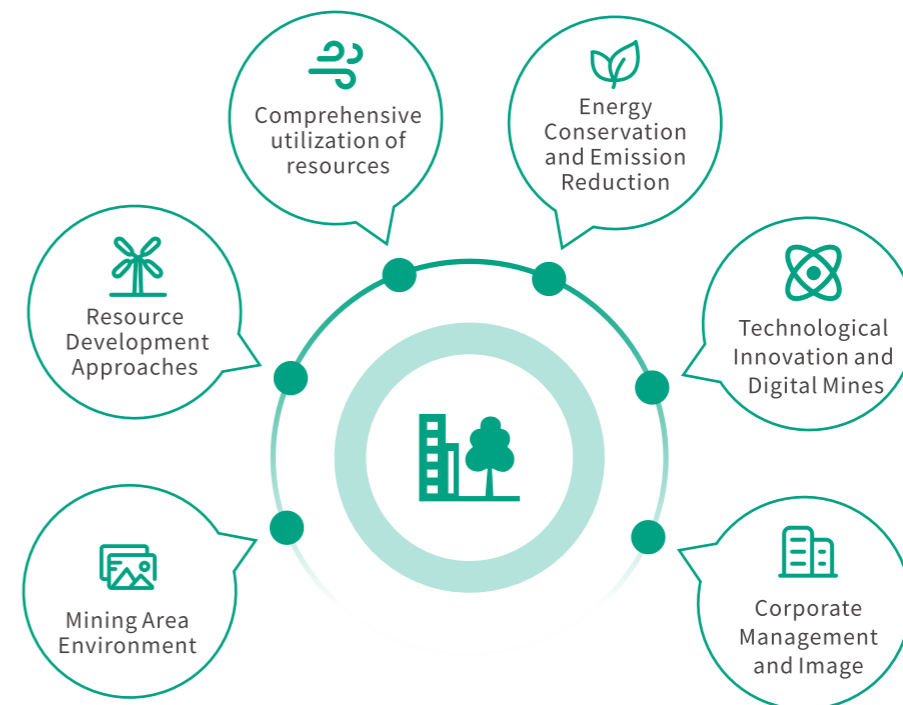 Comprehensive
utilization of
resources
Energy
Conservation
and Emission
Reduction
Resource
Development
Approaches
Technological
Innovation and
Digital Mines
Mining Area
Environment
Corporate
Management
and Image